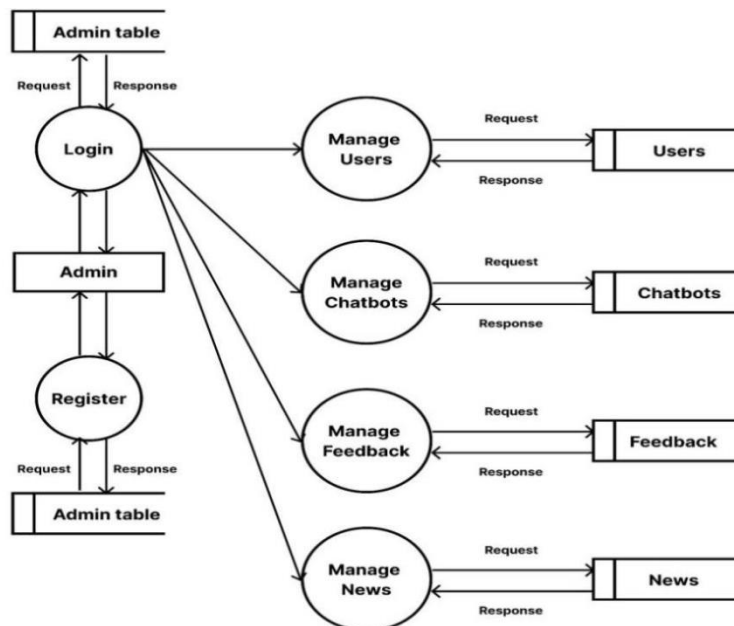 Admin table
Request
Response
Login
Admin
Register
Request
Response
Admin table
Manage
Users
Request
Response
Users
Manage
Chatbots
Request
Response
Chatbots
Manage
Feedback
Request
Response
Feedback
Manage
News
Request
Response
News